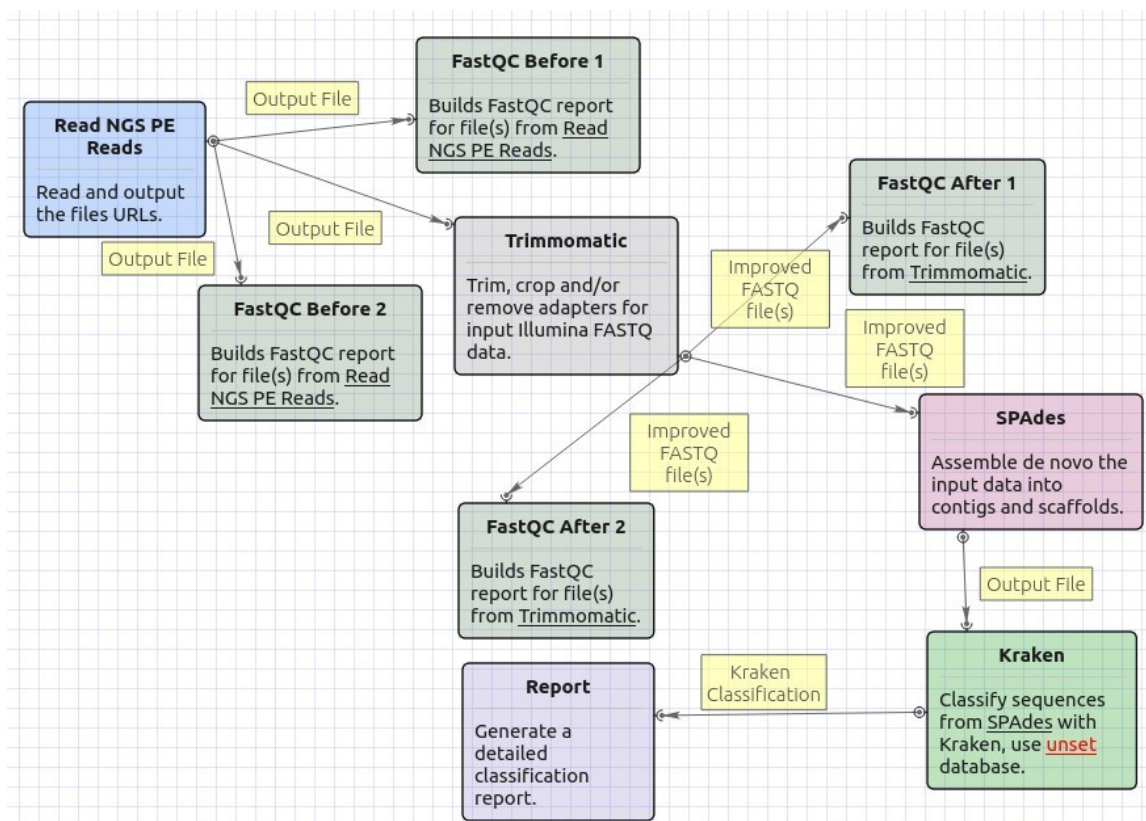 FastQC Before 1
Builds FastQC report
for file(s) from Read
NGS PE Reads.
Output File
Read NGS PE
Reads
Read and output
the files URLs.
Output File
Output File
FastQC Before 2
Builds FastQC report
for file(s) from Read
NGS PE Reads.
Trimmomatic
Trim, crop and/or
remove adapters for
input Illumina FASTQ
data.
FastQC After 1
Builds FastQC
report for file(s)
from Trimmomatic.
Improved
FASTQ
file(s)
Improved
FASTQ
file(s)
Improved
FASTQ
file(s)
SPAdes
Assemble de novo the
input data into
contigs and scaffolds.
FastQC After 2
Builds FastQC
report for file(s)
from Trimmomatic.
Output File
Kraken
Classify sequences
from SPAdes with
Kraken, use unset
database.
Kraken
Classification
Report
Generate a
detailed
classification
report.